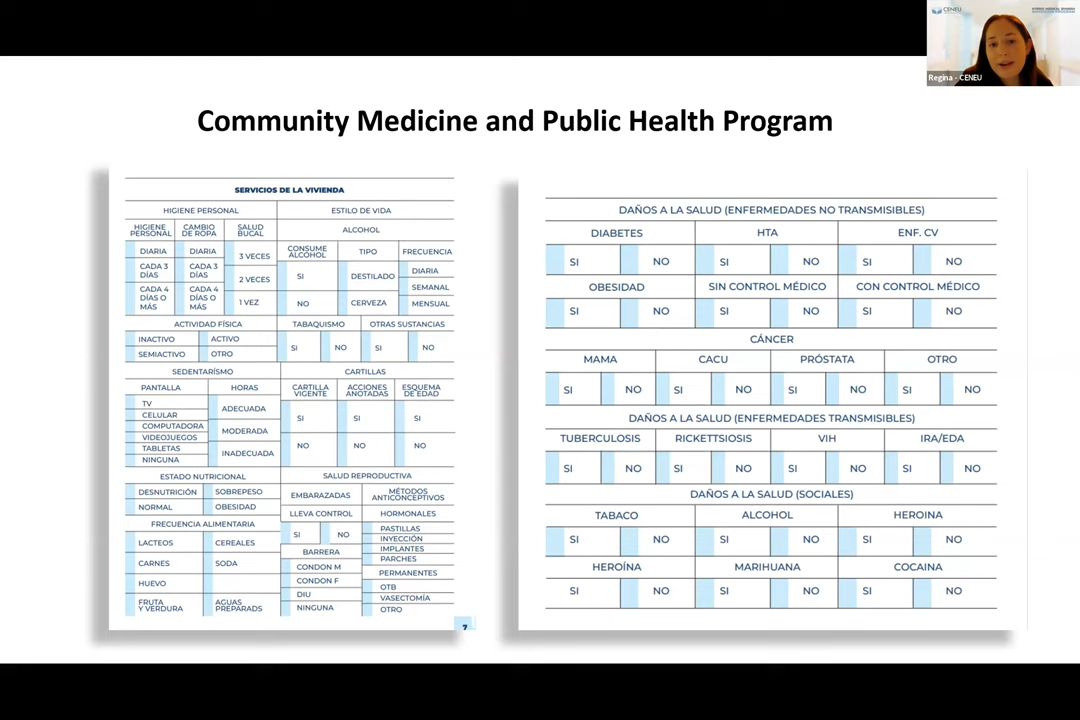 CENEU
Regina - CENEU
Community Medicine and Public Health Program
SERVICIOS DE LA VIVIENDA
HIGIENE PERSONAL
ESTILO DE VIDA
HIGIENE PERSONAL
CAMBIO DE ROPA
SALUD BUCAL
ALCOHOL
DIARIA
CADA 3 DÍAS
CADA 4 DÍAS O MÁS
DIARIA
CADA 3 DÍAS
CADA 4 DÍAS O MÁS
3 VECES
2 VECES
1 VEZ
CONSUME ALCOHOL
TIPO
FRECUENCIA
SI
NO
DESTILADO
CERVEZA
DIARIA
SEMANAL
MENSUAL
ACTIVIDAD FÍSICA
TABAQUISMO
OTRAS SUSTANCIAS
INACTIVO
ACTIVO
SEMIACTIVO
OTRO
SI
NO
SI
NO
SEDENTARÍSMO
CARTILLAS
PANTALLA
HORAS
CARTILLA VIGENTE
ACCIONES ANOTADAS
ESQUEMA DE EDAD
TV
CELULAR
COMPUTADORA
VIDEOJUEGOS
TABLETAS
NINGUNA
ADECUADA
MODERADA
INADECUADA
SI
SI
SI
NO
NO
NO
ESTADO NUTRICIONAL
SALUD REPRODUCTIVA
DESNUTRICIÓN
SOBREPESO
NORMAL
OBESIDAD
EMBARAZADAS
MÉTODOS ANTICONCEPTIVOS
LLEVA CONTROL
HORMONALES
FRECUENCIA ALIMENTARIA
LACTEOS
CEREALES
CARNES
SODA
HUEVO
FRUTA Y VERDURA
AGUAS PREPARADS
SI
NO
BARRERA
CONDON M
CONDON F
DIU
NINGUNA
PASTILLAS
INYECCIÓN
IMPLANTES
PARCHES
PERMANENTES
OTB
VASECTOMÍA
OTRO
7
DAÑOS A LA SALUD (ENFERMEDADES NO TRANSMISIBLES)
DIABETES
HTA
ENF. CV
SI
NO
SI
NO
SI
NO
OBESIDAD
SIN CONTROL MÉDICO
CON CONTROL MÉDICO
SI
NO
SI
NO
SI
NO
CÁNCER
MAMA
CACU
PRÓSTATA
OTRO
SI
NO
SI
NO
SI
NO
SI
NO
DAÑOS A LA SALUD (ENFERMEDADES TRANSMISIBLES)
TUBERCULOSIS
RICKETTSIOSIS
VIH
IRA/EDA
SI
NO
SI
NO
SI
NO
SI
NO
DAÑOS A LA SALUD (SOCIALES)
TABACO
ALCOHOL
HEROINA
SI
NO
SI
NO
SI
NO
HEROÍNA
MARIHUANA
COCAINA
SI
NO
SI
NO
SI
NO